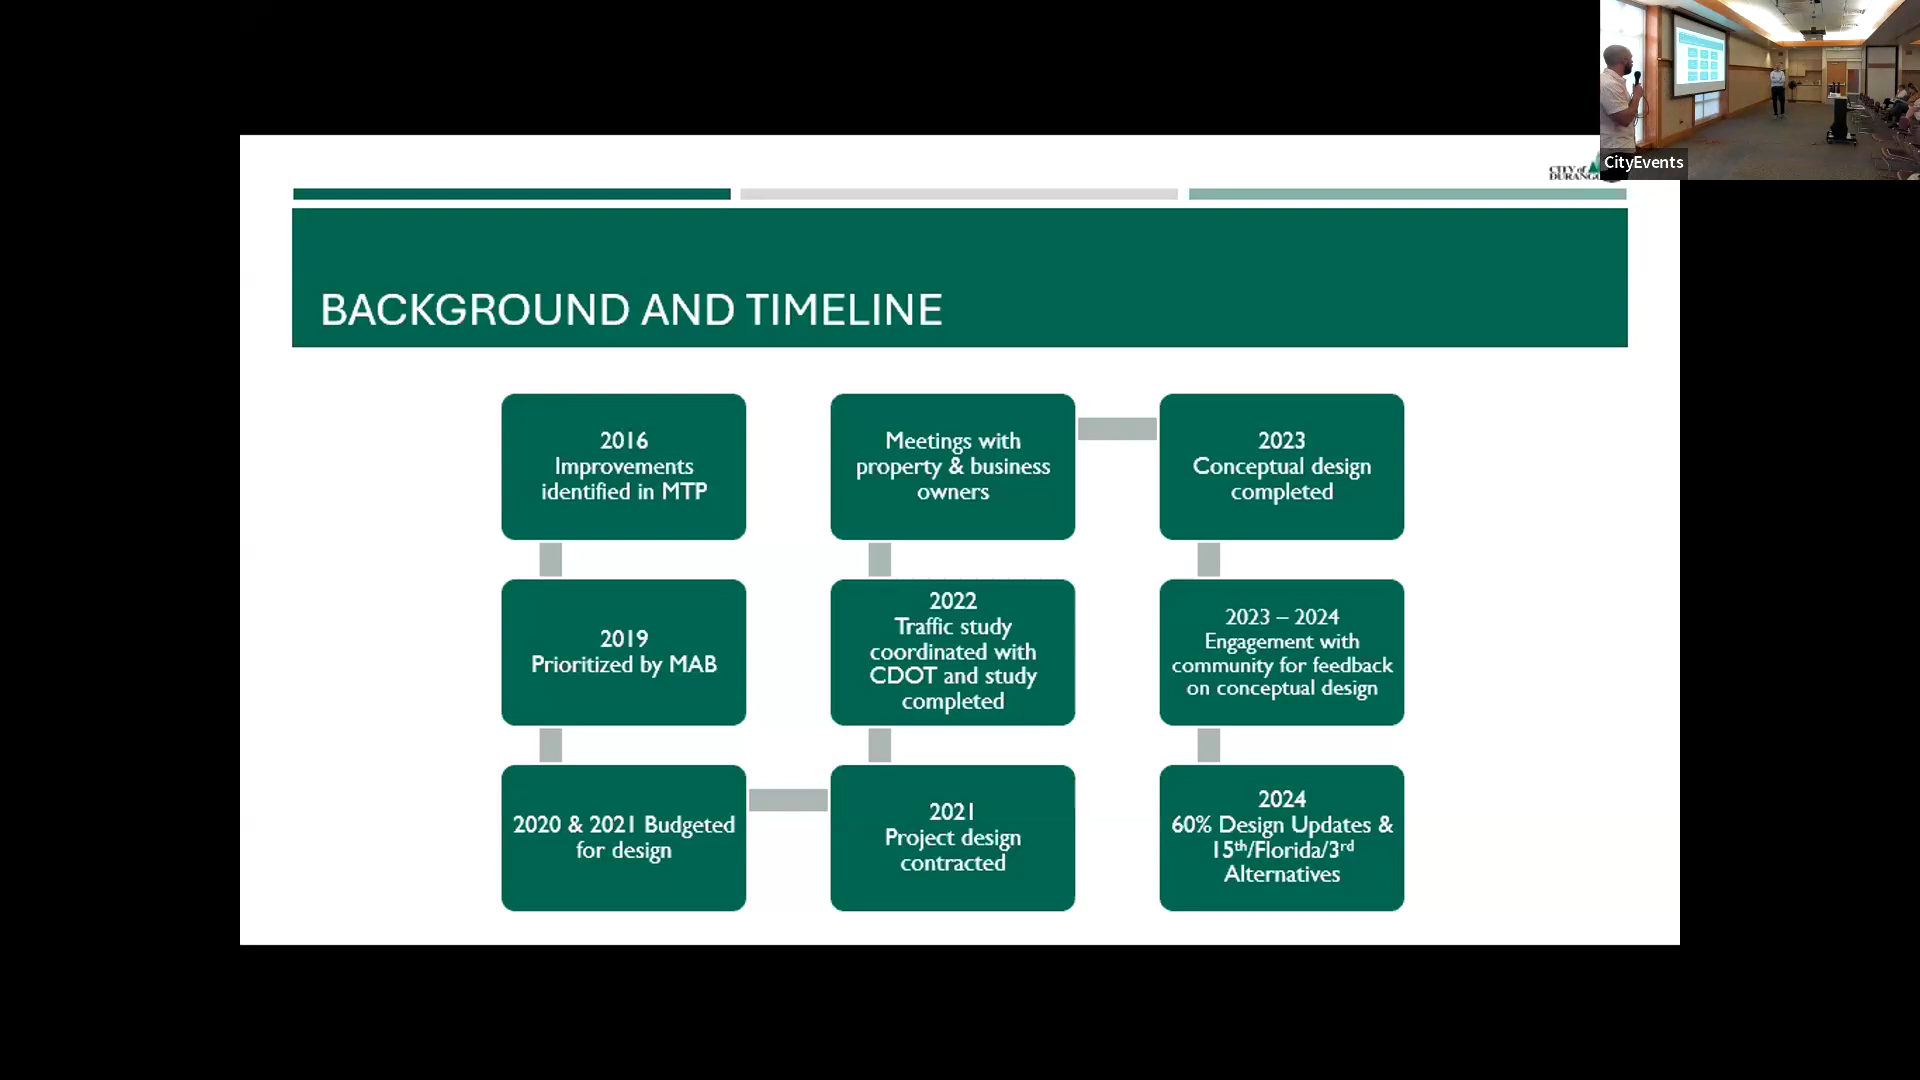 CityEvents
CITY of
DURANGO
BACKGROUND AND TIMELINE
2016
Improvements
identified in MTP
2019
Prioritized by MAB
2020 & 2021 Budgeted
for design
2021
Project design
contracted
2022
Traffic study
coordinated with
CDOT and study
completed
Meetings with
property & business
owners
2023
Conceptual design
completed
2023 – 2024
Engagement with
community for feedback
on conceptual design
2024
60% Design Updates &
15th/Florida/3rd
Alternatives